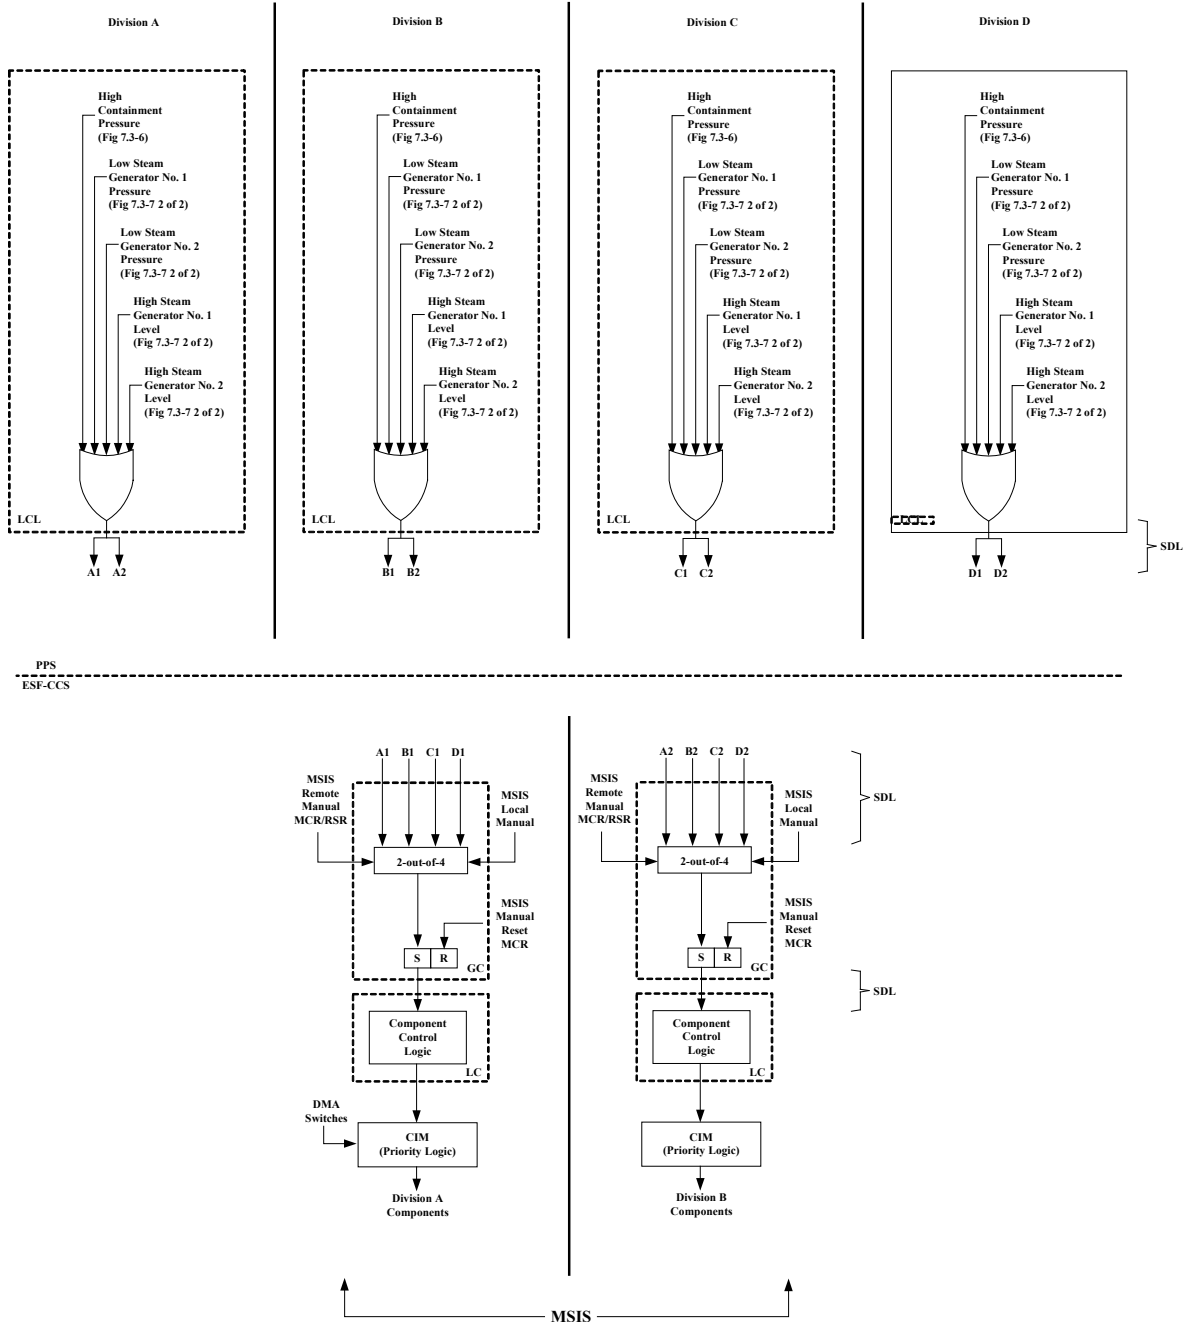 Division A
Division B
Division C
Division D
High
Containment
Pressure
(Fig 7.3-6)
Low Steam
Generator No. 1
Pressure
(Fig 7.3-7 2 of 2)
Low Steam
Generator No. 2
Pressure
(Fig 7.3-7 2 of 2)
High Steam
Generator No. 1
Level
(Fig 7.3-7 2 of 2)
High Steam
Generator No. 2
Level
(Fig 7.3-7 2 of 2)
LCL
A1 A2
High
Containment
Pressure
(Fig 7.3-6)
Low Steam
Generator No. 1
Pressure
(Fig 7.3-7 2 of 2)
Low Steam
Generator No. 2
Pressure
(Fig 7.3-7 2 of 2)
High Steam
Generator No. 1
Level
(Fig 7.3-7 2 of 2)
High Steam
Generator No. 2
Level
(Fig 7.3-7 2 of 2)
LCL
B1 B2
High
Containment
Pressure
(Fig 7.3-6)
Low Steam
Generator No. 1
Pressure
(Fig 7.3-7 2 of 2)
Low Steam
Generator No. 2
Pressure
(Fig 7.3-7 2 of 2)
High Steam
Generator No. 1
Level
(Fig 7.3-7 2 of 2)
High Steam
Generator No. 2
Level
(Fig 7.3-7 2 of 2)
LCL
C1 C2
High
Containment
Pressure
(Fig 7.3-6)
Low Steam
Generator No. 1
Pressure
(Fig 7.3-7 2 of 2)
Low Steam
Generator No. 2
Pressure
(Fig 7.3-7 2 of 2)
High Steam
Generator No. 1
Level
(Fig 7.3-7 2 of 2)
High Steam
Generator No. 2
Level
(Fig 7.3-7 2 of 2)
D1 D2
SDL
PPS
ESF-CCS
A1 B1 C1 D1
MSIS
Remote
Manual
MCR/RSR
MSIS
Local
Manual
2-out-of-4
MSIS
Manual
Reset
MCR
S R
GC
Component
Control
Logic
LC
DMA
Switches
CIM
(Priority Logic)
Division A
Components
A2 B2 C2 D2
MSIS
Remote
Manual
MCR/RSR
MSIS
Local
Manual
2-out-of-4
MSIS
Manual
Reset
MCR
S R
GC
Component
Control
Logic
LC
CIM
(Priority Logic)
Division B
Components
SDL
SDL
MSIS